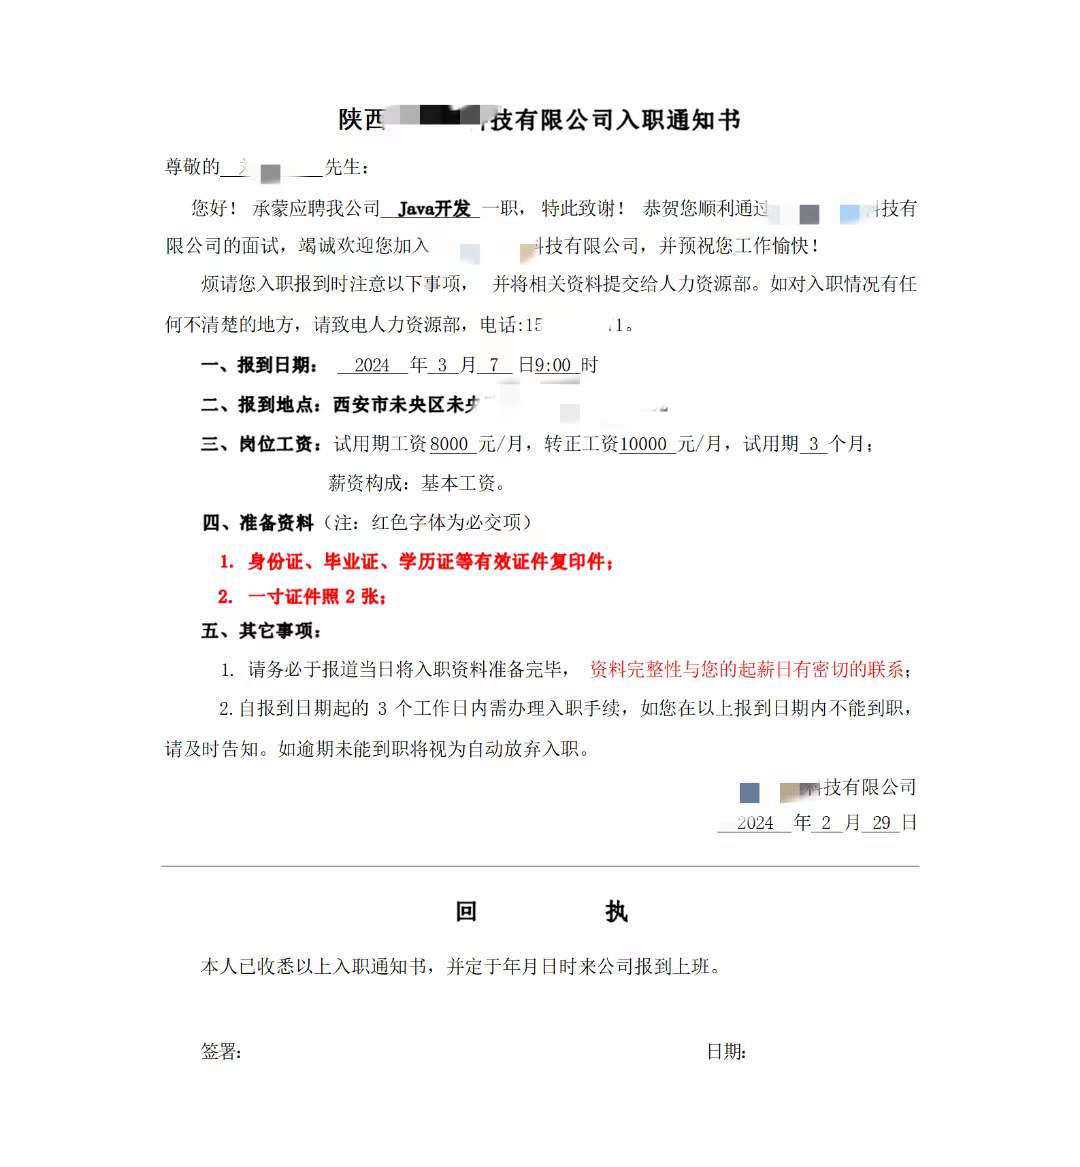 陕西 技有限公司入职通知书
尊敬的 先生：
您好！承蒙应聘我公司 Java开发 一职，特此致谢！恭贺您顺利通过 科技有
限公司的面试，竭诚欢迎您加入 科技有限公司，并预祝您工作愉快！
烦请您入职报到时注意以下事项，并将相关资料提交给人力资源部。如对入职情况有任
何不清楚的地方，请致电人力资源部，电话:15 1。
一、报到日期： 2024 年 3 月 7 日9:00 时
二、报到地点：西安市未央区未央
三、岗位工资：试用期工资8000 元/月，转正工资10000 元/月，试用期 3 个月；
薪资构成：基本工资。
四、准备资料（注：红色字体为必交项）
1. 身份证、毕业证、学历证等有效证件复印件；
2. 一寸证件照 2 张；
五、其它事项：
1. 请务必于报道当日将入职资料准备完毕，资料完整性与您的起薪日有密切的联系；
2.自报到日期起的 3 个工作日内需办理入职手续，如您在以上报到日期内不能到职，
请及时告知。如逾期未能到职将视为自动放弃入职。
科技有限公司
2024 年 2 月 29 日
回 执
本人已收悉以上入职通知书，并定于年月日时来公司报到上班。
签署： 日期：